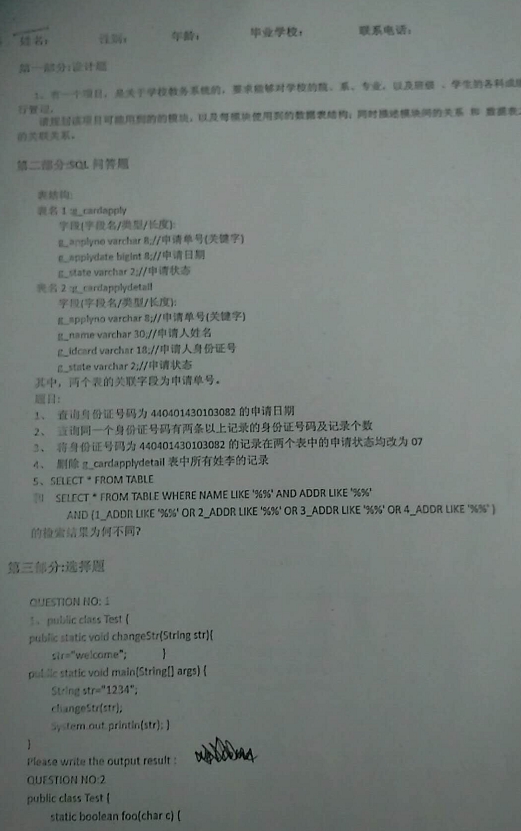 姓名： 性别： 年龄： 毕业学校： 联系电话：
第一部分:设计题
1、有一个项目，是关于学校教务系统的，要求能够对学校的院、系、专业，以及班级、学生的各科成绩
行管理。
请规划该项目可能用到的的模块，以及每模块使用到的数据表结构；同时描述模块间的关系 和 数据表之
的关联关系。
第二部分:SQL 问答题
表结构:
表名 1 :g_cardapply
字段(字段名/类型/长度):
g_applyno varchar 8;//申请单号(关键字)
g_applydate bigint 8;//申请日期
g_state varchar 2;//申请状态
表名 2 :g_cardapplydetail
字段(字段名/类型/长度):
g_applyno varchar 8;//申请单号(关键字)
g_name varchar 30;//申请人姓名
g_idcard varchar 18;//申请人身份证号
g_state varchar 2;//申请状态
其中，两个表的关联字段为申请单号。
题目:
1、 查询身份证号码为 440401430103082 的申请日期
2、 查询同一个身份证号码有两条以上记录的身份证号码及记录个数
3、 将身份证号码为 440401430103082 的记录在两个表中的申请状态均改为 07
4、 删除 g_cardapplydetail 表中所有姓李的记录
5、SELECT * FROM TABLE
和 SELECT * FROM TABLE WHERE NAME LIKE '%%' AND ADDR LIKE '%%'
AND (1_ADDR LIKE '%%' OR 2_ADDR LIKE '%%' OR 3_ADDR LIKE '%%' OR 4_ADDR LIKE '%%' )
的检索结果为何不同?
第三部分:选择题
QUESTION NO: 1
1、public class Test {
public static void changeStr(String str){
str="welcome"; }
public static void main(String[] args) {
String str="1234";
changeStr(str);
System.out.println(str); }
}
Please write the output result :
QUESTION NO:2
public class Test {
static boolean foo(char c) {